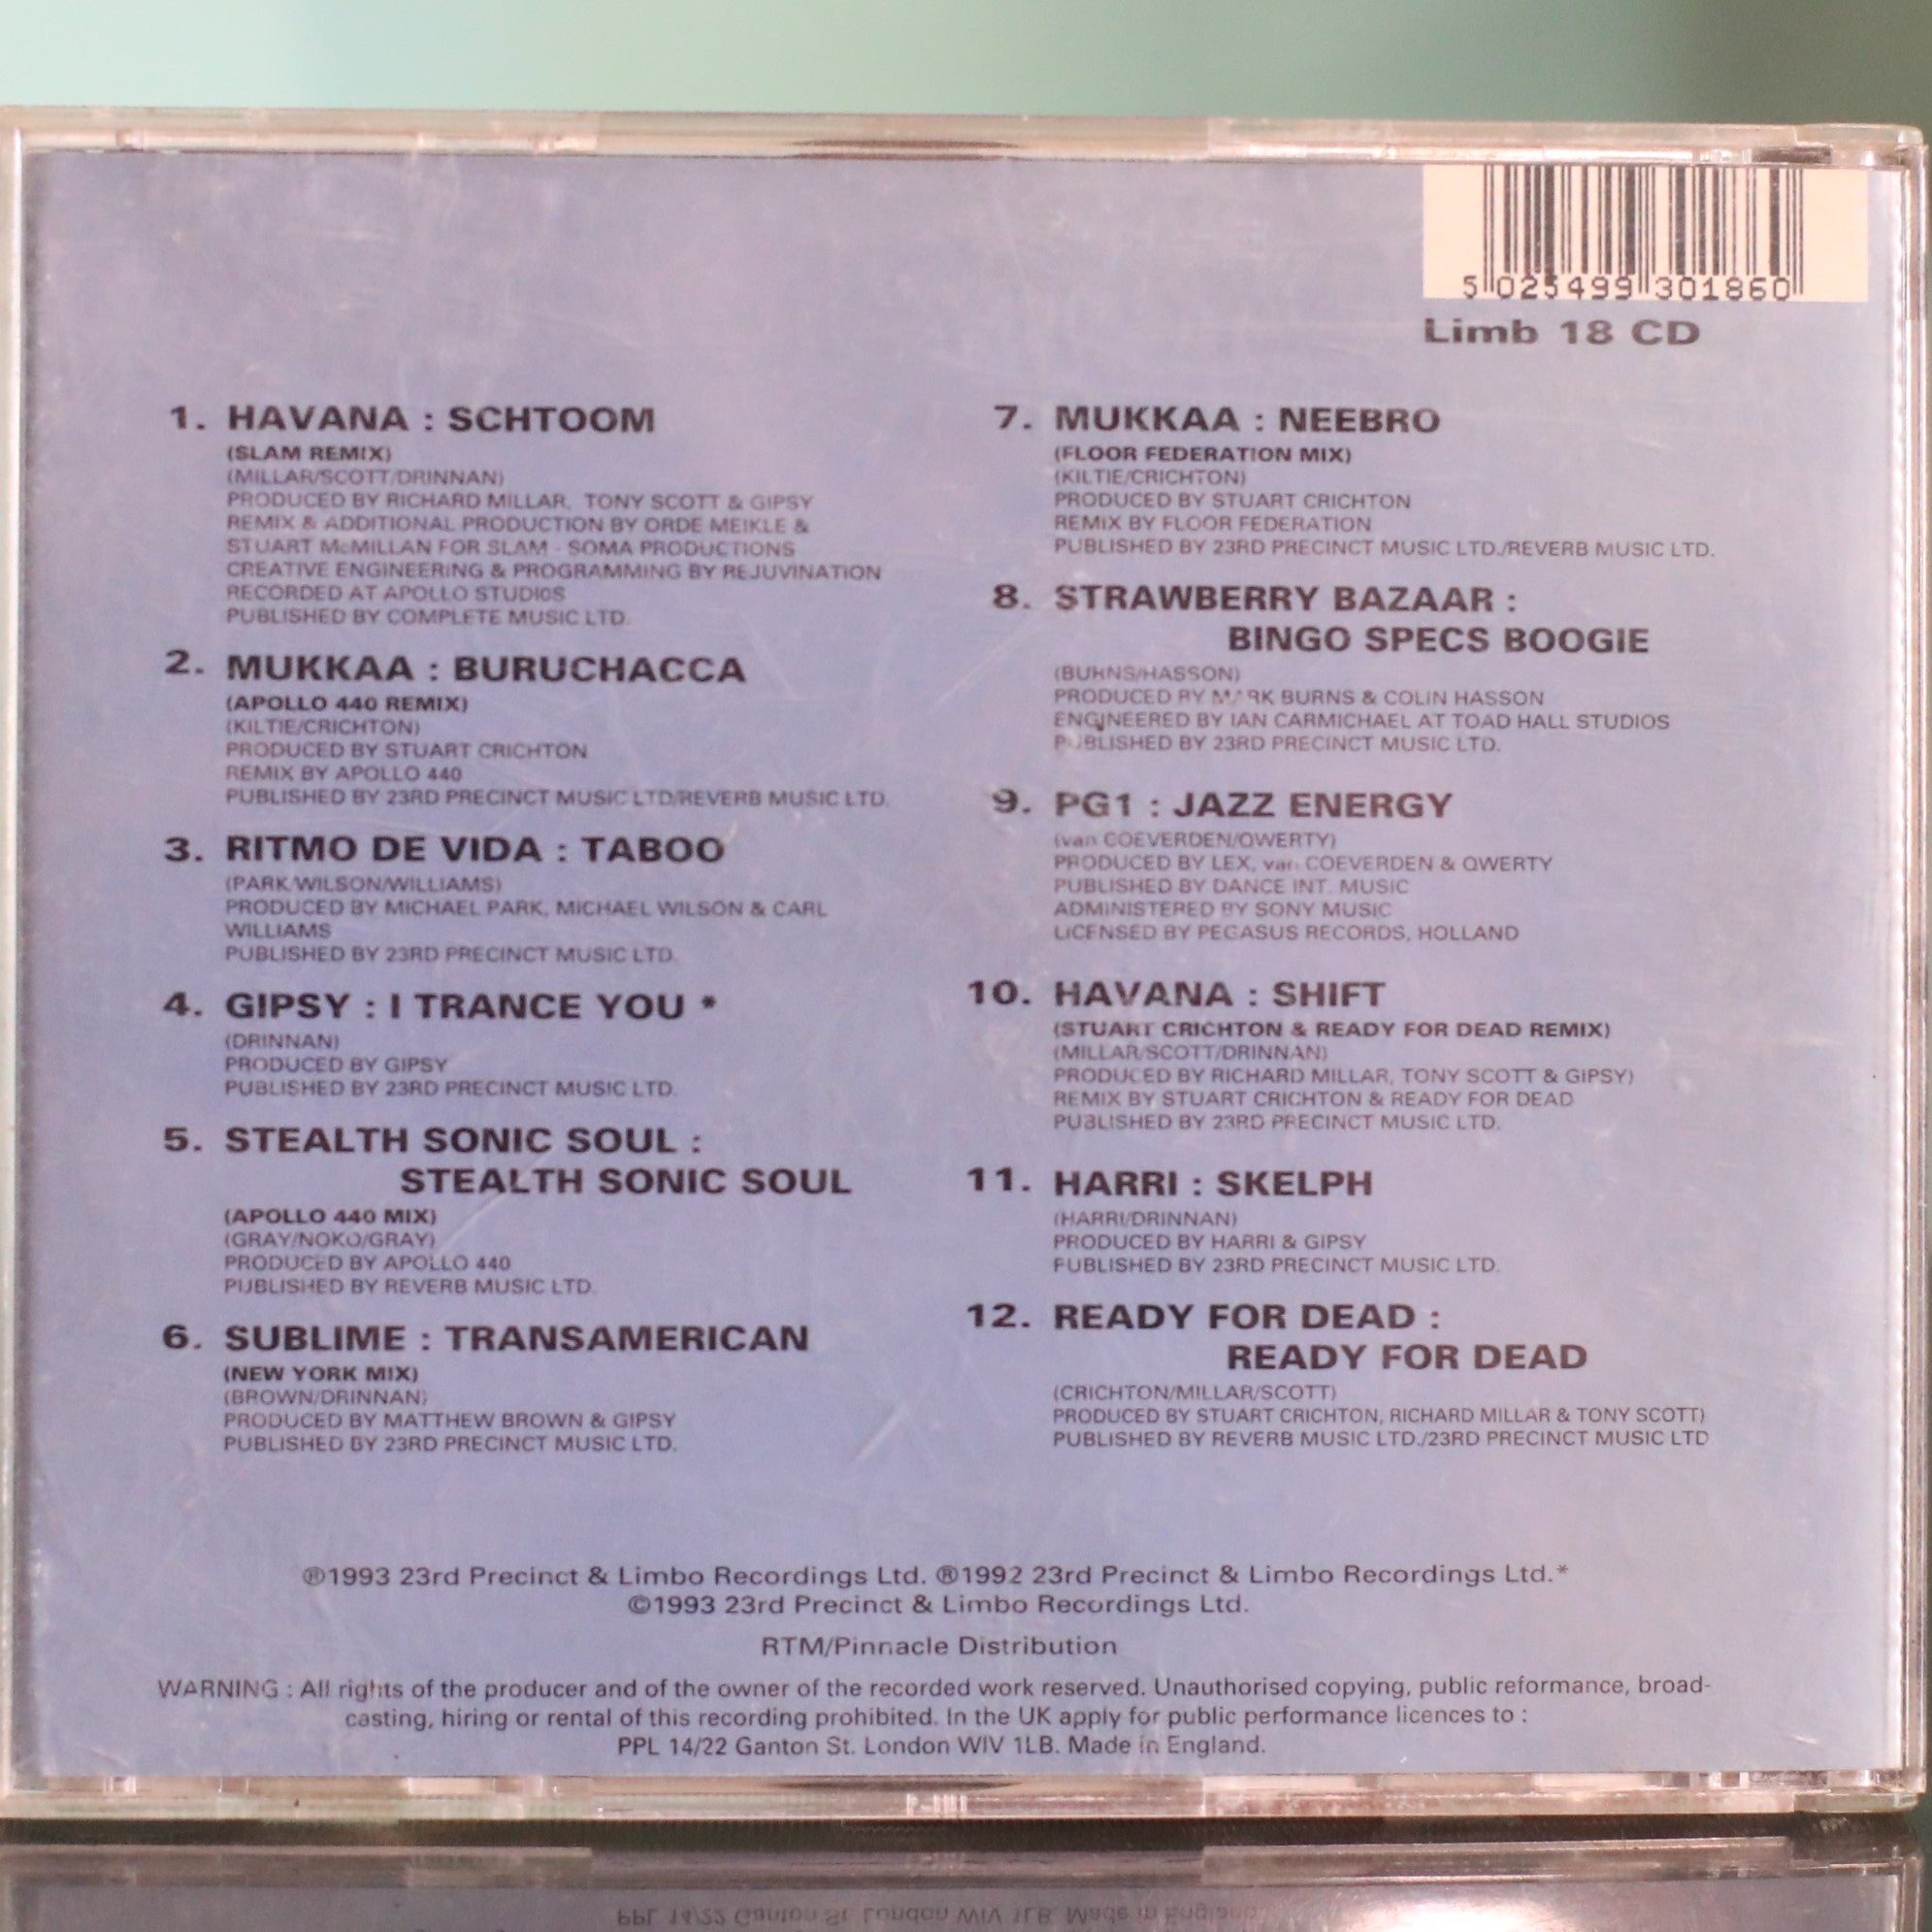 5 025499 301860
Limb 18 CD
1. HAVANA : SCHTOOM
(SLAM REMIX)
(MILLAR/SCOTT/DRINNAN)
PRODUCED BY RICHARD MILLAR, TONY SCOTT & GIPSY
REMIX & ADDITIONAL PRODUCTION BY ORDE MEIKLE &
STUART McMILLAN FOR SLAM - SOMA PRODUCTIONS
CREATIVE ENGINEERING & PROGRAMMING BY REJUVINATION
RECORDED AT APOLLO STUDIOS
PUBLISHED BY COMPLETE MUSIC LTD.
2. MUKKAA : BURUCHACCA
(APOLLO 440 REMIX)
(KILTIE/CRICHTON)
PRODUCED BY STUART CRICHTON
REMIX BY APOLLO 440
PUBLISHED BY 23RD PRECINCT MUSIC LTD/REVERB MUSIC LTD.
3. RITMO DE VIDA : TABOO
(PARK/WILSON/WILLIAMS)
PRODUCED BY MICHAEL PARK, MICHAEL WILSON & CARL
WILLIAMS
PUBLISHED BY 23RD PRECINCT MUSIC LTD.
4. GIPSY : I TRANCE YOU *
(DRINNAN)
PRODUCED BY GIPSY
PUBLISHED BY 23RD PRECINCT MUSIC LTD.
5. STEALTH SONIC SOUL :
STEALTH SONIC SOUL
(APOLLO 440 MIX)
(GRAY/NOKO/GRAY)
PRODUCED BY APOLLO 440
PUBLISHED BY REVERB MUSIC LTD.
6. SUBLIME : TRANSAMERICAN
(NEW YORK MIX)
(BROWN/DRINNAN)
PRODUCED BY MATTHEW BROWN & GIPSY
PUBLISHED BY 23RD PRECINCT MUSIC LTD.
7. MUKKAA : NEEBRO
(FLOOR FEDERATION MIX)
(KILTIE/CRICHTON)
PRODUCED BY STUART CRICHTON
REMIX BY FLOOR FEDERATION
PUBLISHED BY 23RD PRECINCT MUSIC LTD./REVERB MUSIC LTD.
8. STRAWBERRY BAZAAR :
BINGO SPECS BOOGIE
(BURNS/HASSON)
PRODUCED BY MARK BURNS & COLIN HASSON
ENGINEERED BY IAN CARMICHAEL AT TOAD HALL STUDIOS
PUBLISHED BY 23RD PRECINCT MUSIC LTD.
9. PG1 : JAZZ ENERGY
(van COEVERDEN/QWERTY)
PRODUCED BY LEX, van COEVERDEN & QWERTY
PUBLISHED BY DANCE INT. MUSIC
ADMINISTERED BY SONY MUSIC
LICENSED BY PEGASUS RECORDS, HOLLAND
10. HAVANA : SHIFT
(STUART CRICHTON & READY FOR DEAD REMIX)
(MILLAR/SCOTT/DRINNAN)
PRODUCED BY RICHARD MILLAR, TONY SCOTT & GIPSY)
REMIX BY STUART CRICHTON & READY FOR DEAD
PUBLISHED BY 23RD PRECINCT MUSIC LTD.
11. HARRI : SKELPH
(HARRI/DRINNAN)
PRODUCED BY HARRI & GIPSY
PUBLISHED BY 23RD PRECINCT MUSIC LTD.
12. READY FOR DEAD :
READY FOR DEAD
(CRICHTON/MILLAR/SCOTT)
PRODUCED BY STUART CRICHTON, RICHARD MILLAR & TONY SCOTT)
PUBLISHED BY REVERB MUSIC LTD./23RD PRECINCT MUSIC LTD
®1993 23rd Precinct & Limbo Recordings Ltd. ®1992 23rd Precinct & Limbo Recordings Ltd.*
©1993 23rd Precinct & Limbo Recordings Ltd.
RTM/Pinnacle Distribution
WARNING : All rights of the producer and of the owner of the recorded work reserved. Unauthorised copying, public reformance, broad-
casting, hiring or rental of this recording prohibited. In the UK apply for public performance licences to :
PPL 14/22 Ganton St. London WIV 1LB. Made in England.